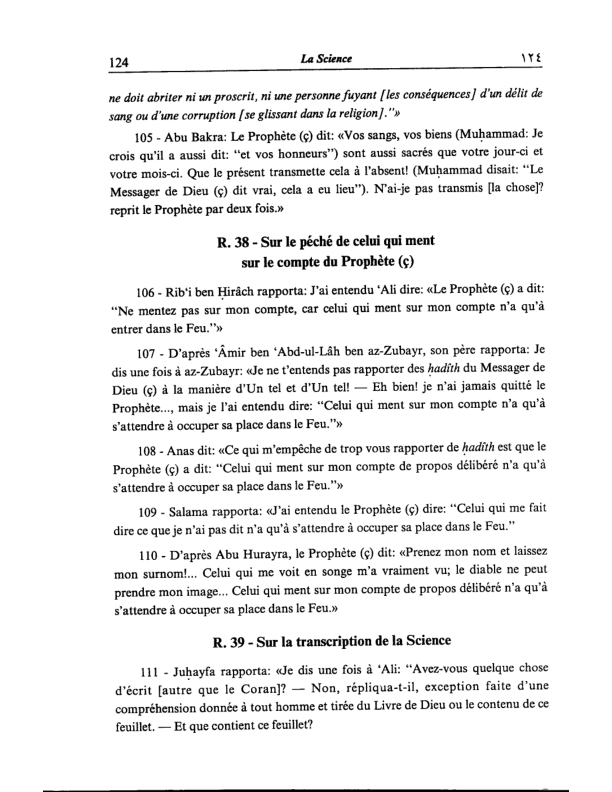 124 La Science ١٢٤
ne doit abriter ni un proscrit, ni une personne fuyant [les conséquences] d'un délit de
sang ou d'une corruption [se glissant dans la religion]."»
105 - Abu Bakra: Le Prophète (ç) dit: «Vos sangs, vos biens (Muḥammad: Je
crois qu'il a aussi dit: "et vos honneurs") sont aussi sacrés que votre jour-ci et
votre mois-ci. Que le présent transmette cela à l'absent! (Muḥammad disait: "Le
Messager de Dieu (ç) dit vrai, cela a eu lieu"). N'ai-je pas transmis [la chose]?
reprit le Prophète par deux fois.»
R. 38 - Sur le péché de celui qui ment
sur le compte du Prophète (ç)
106 - Rib'i ben Ḥirâch rapporta: J'ai entendu 'Ali dire: «Le Prophète (ç) a dit:
"Ne mentez pas sur mon compte, car celui qui ment sur mon compte n'a qu'à
entrer dans le Feu."»
107 - D'après 'Âmir ben 'Abd-ul-Lâh ben az-Zubayr, son père rapporta: Je
dis une fois à az-Zubayr: «Je ne t'entends pas rapporter des ḥadîth du Messager de
Dieu (ç) à la manière d'Un tel et d'Un tel! — Eh bien! je n'ai jamais quitté le
Prophète..., mais je l'ai entendu dire: "Celui qui ment sur mon compte n'a qu'à
s'attendre à occuper sa place dans le Feu."»
108 - Anas dit: «Ce qui m'empêche de trop vous rapporter de ḥadîth est que le
Prophète (ç) a dit: "Celui qui ment sur mon compte de propos délibéré n'a qu'à
s'attendre à occuper sa place dans le Feu."»
109 - Salama rapporta: «J'ai entendu le Prophète (ç) dire: "Celui qui me fait
dire ce que je n'ai pas dit n'a qu'à s'attendre à occuper sa place dans le Feu."
110 - D'après Abu Hurayra, le Prophète (ç) dit: «Prenez mon nom et laissez
mon surnom!... Celui qui me voit en songe m'a vraiment vu; le diable ne peut
prendre mon image... Celui qui ment sur mon compte de propos délibéré n'a qu'à
s'attendre à occuper sa place dans le Feu.»
R. 39 - Sur la transcription de la Science
111 - Juḥayfa rapporta: «Je dis une fois à 'Ali: "Avez-vous quelque chose
d'écrit [autre que le Coran]? — Non, répliqua-t-il, exception faite d'une
compréhension donnée à tout homme et tirée du Livre de Dieu ou le contenu de ce
feuillet. — Et que contient ce feuillet?